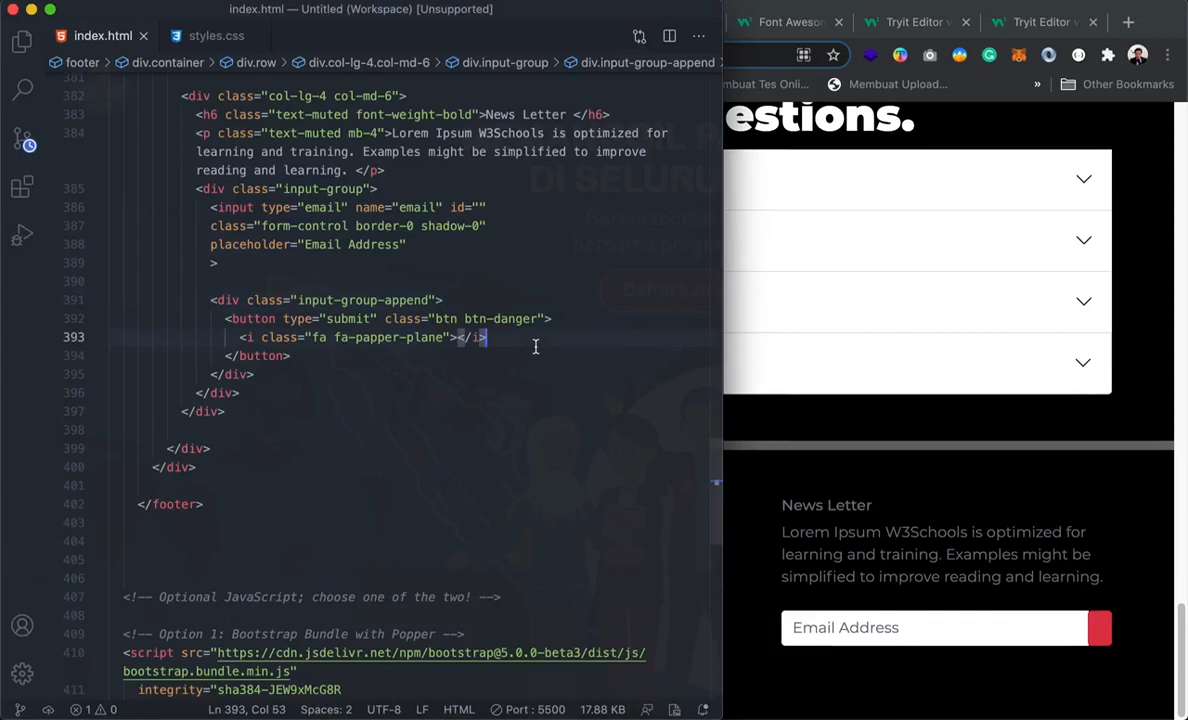 index.html — Untitled (Workspace) [Unsupported]
index.html
styles.css
footer > div.container > div.row > div.col-lg-4.col-md-6 > div.input-group > div.input-group-append
381
382 <div class="col-lg-4 col-md-6">
383 <h6 class="text-muted font-weight-bold">News Letter </h6>
384 <p class="text-muted mb-4">Lorem Ipsum W3Schools is optimized for
learning and training. Examples might be simplified to improve
reading and learning. </p>
385 <div class="input-group">
386 <input type="email" name="email" id=""
387 class="form-control border-0 shadow-0"
388 placeholder="Email Address"
389 >
390
391 <div class="input-group-append">
392 <button type="submit" class="btn btn-danger">
393 <i class="fa fa-papper-plane"></i>
394 </button>
395 </div>
396 </div>
397 </div>
398
399 </div>
400 </div>
401
402 </footer>
403
404
405
406
407 <!-- Optional JavaScript; choose one of the two! -->
408
409 <!-- Option 1: Bootstrap Bundle with Popper -->
410 <script src="https://cdn.jsdelivr.net/npm/bootstrap@5.0.0-beta3/dist/js/
bootstrap.bundle.min.js"
411 integrity="sha384-JEW9xMcG8R
1 0 Ln 393, Col 53 Spaces: 2 UTF-8 LF HTML Port : 5500 17.88 KB
Font Aweson
Tryit Editor v
Tryit Editor v
mbuat Tes Onli...
Membuat Upload...
»
Other Bookmarks
estions.
News Letter
Lorem Ipsum W3Schools is optimized for
learning and training. Examples might be
simplified to improve reading and learning.
Email Address